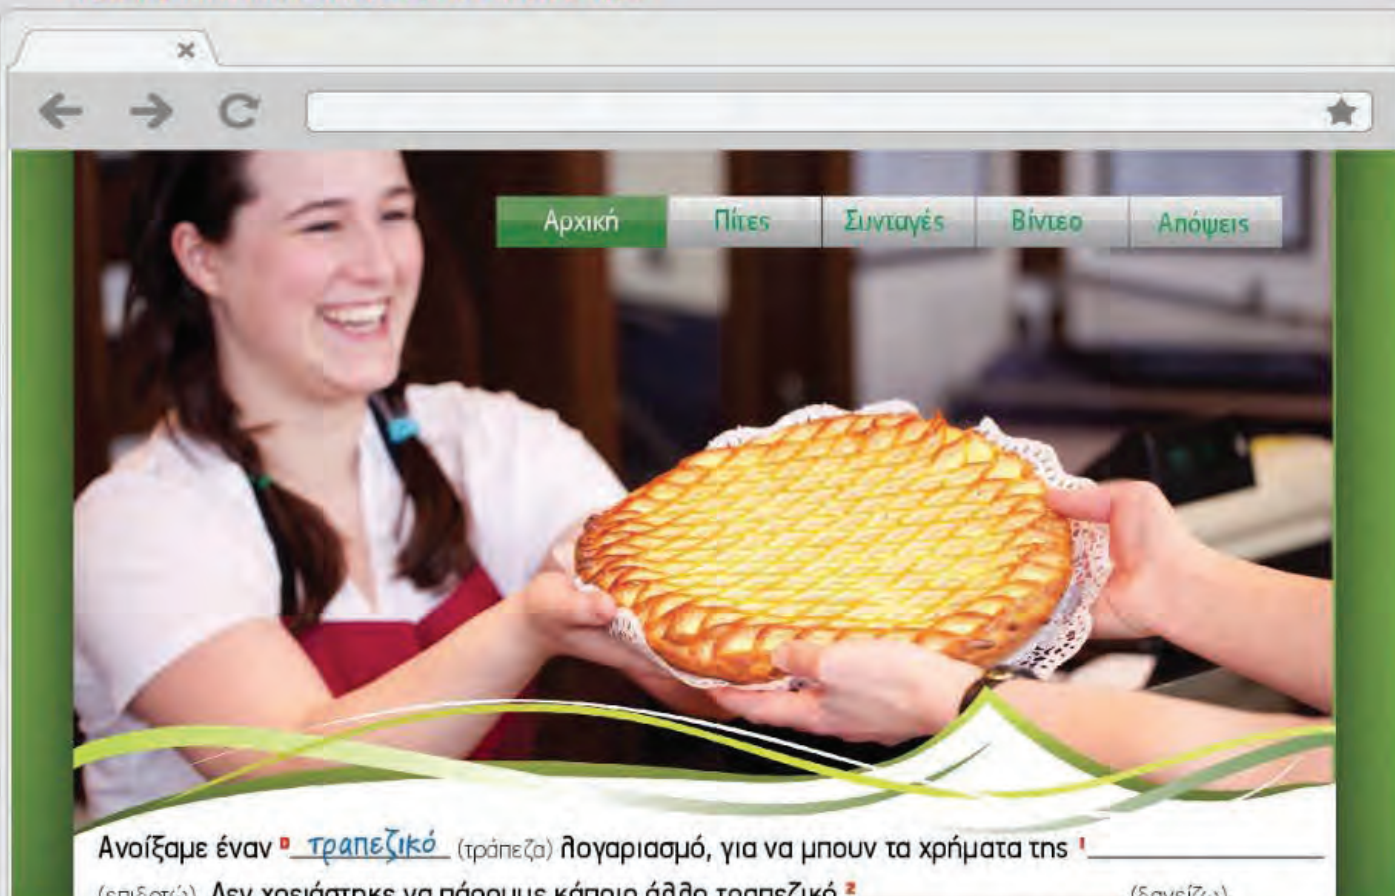 Αρχική Πίτες Συνταγές Βίντεο Απόψεις
Ανοίξαμε έναν 0 τραπεζικό (τράπεζα) λογαριασμό, για να μπουν τα χρήματα της 1
(επιδοτώ). Δεν χρειάστηκε να πάρουμε κάποιο άλλο τραπεζικό 2 (δανείζω)